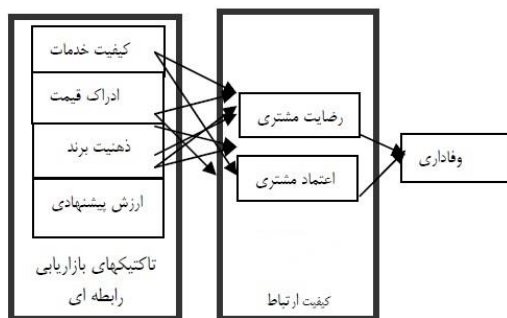 کیفیت خدمات
ادراک قیمت
ذهنیت برند
ارزش پیشنهادی
تاکتیکهای بازاریابی
رابطه ای
رضایت مشتری
اعتماد مشتری
کیفیت ارتباط
وفاداری